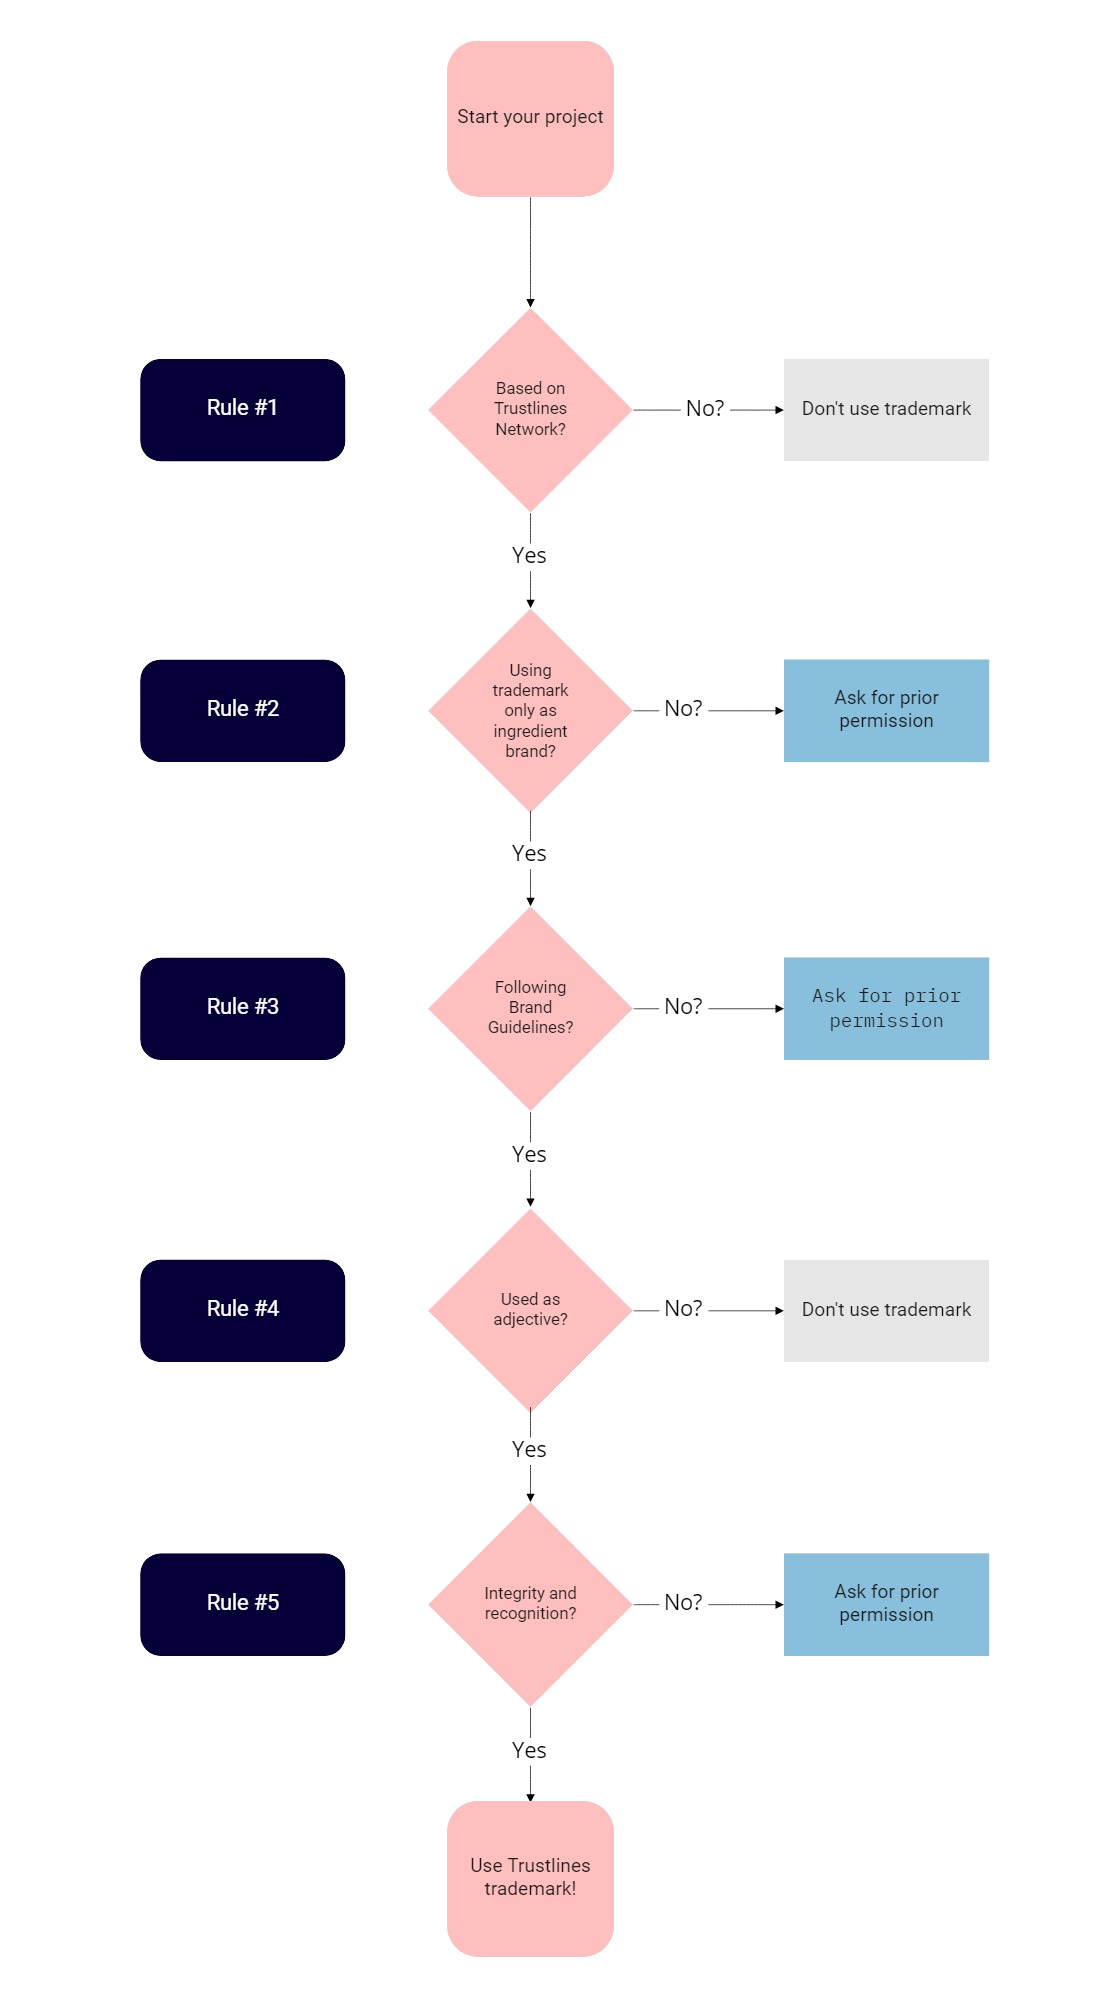 Start your project
Rule #1
Based on
Trustlines
Network?
No?
Don't use trademark
Yes
Rule #2
Using
trademark
only as
ingredient
brand?
No?
Ask for prior
permission
Yes
Rule #3
Following
Brand
Guidelines?
No?
Ask for prior
permission
Yes
Rule #4
Used as
adjective?
No?
Don't use trademark
Yes
Rule #5
Integrity and
recognition?
No?
Ask for prior
permission
Yes
Use Trustlines
trademark!